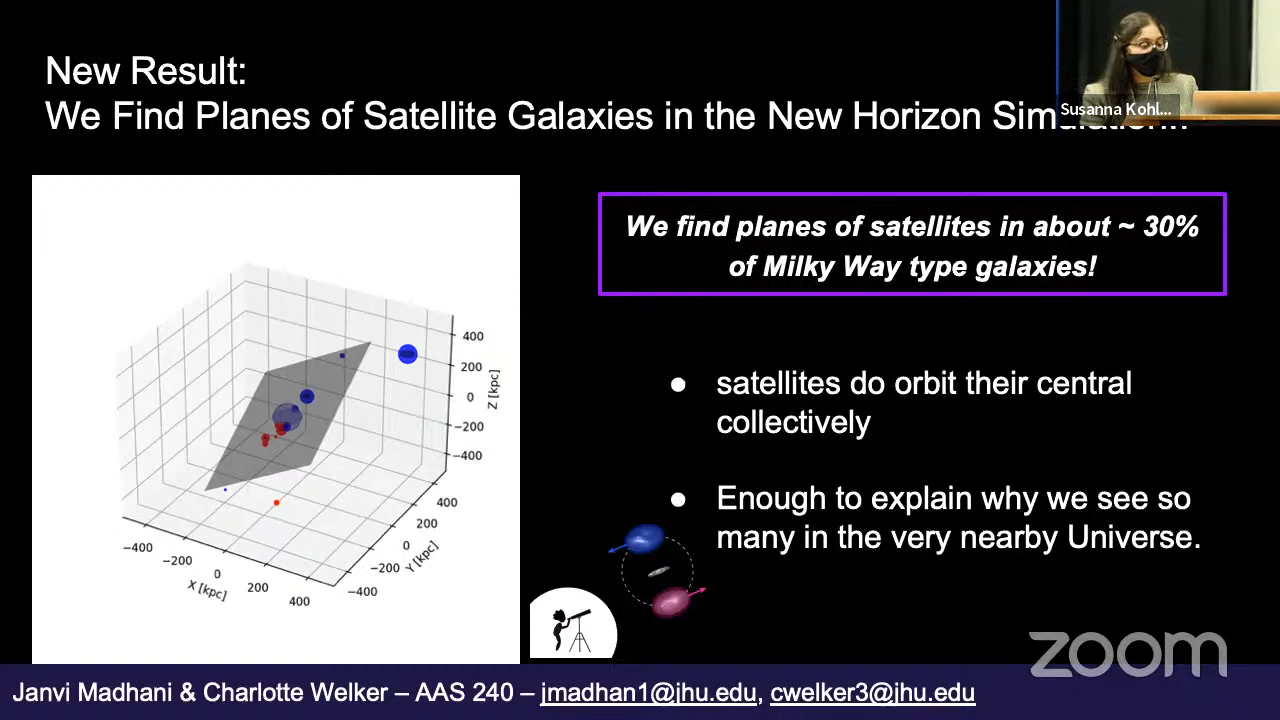 New Result:
We Find Planes of Satellite Galaxies in the New Horizon
Susanna Kohl...
We find planes of satellites in about ~ 30%
of Milky Way type galaxies!
400
200
0
−200
−400
Z [kpc]
400
200
0
−200
−400
Y [kpc]
−400
−200
0
200
400
X [kpc]
● satellites do orbit their central
collectively
● Enough to explain why we see so
many in the very nearby Universe.
zoom
Janvi Madhani & Charlotte Welker – AAS 240 – jmadhan1@jhu.edu, cwelker3@jhu.edu